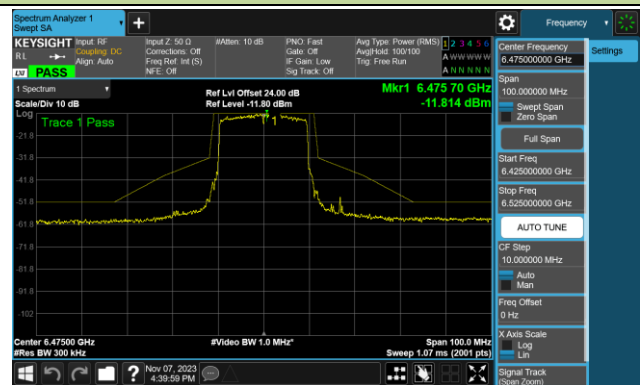 Spectrum Analyzer 1
Swept SA
Frequency
KEYSIGHT
RL
PASS
Input: RF
Coupling: DC
Align: Auto
Input Z: 50 Ω
Corrections: Off
Freq Ref: Int (S)
NFE: Off
#Atten: 10 dB
PNO: Fast
Gate: Off
IF Gain: Low
Sig Track: Off
Avg Type: Power (RMS)
Avg|Hold: 100/100
Trig: Free Run
1 2 3 4 5 6
A W W W W W
A N N N N N
1 Spectrum
Scale/Div 10 dB
Ref Lvl Offset 24.00 dB
Ref Level -11.80 dBm
Mkr1 6.475 70 GHz
-11.814 dBm
Log
Trace 1 Pass
-21.8
-31.8
-41.8
-51.8
-61.8
-71.8
-81.8
-91.8
-102
Center 6.47500 GHz
#Res BW 300 kHz
#Video BW 1.0 MHz*
Span 100.0 MHz
Sweep 1.07 ms (2001 pts)
Nov 07, 2023
4:39:59 PM
Center Frequency
6.475000000 GHz
Settings
Span
100.000000 MHz
Swept Span
Zero Span
Full Span
Start Freq
6.425000000 GHz
Stop Freq
6.525000000 GHz
AUTO TUNE
CF Step
10.000000 MHz
Auto
Man
Freq Offset
0 Hz
X Axis Scale
Log
Lin
Signal Track
(Span Zoom)